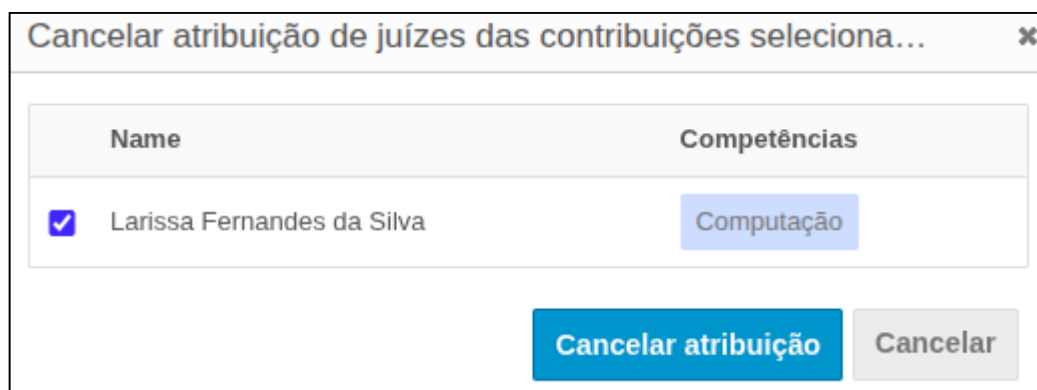 Cancelar atribuição de juízes das contribuições seleciona…
Name Competências
Larissa Fernandes da Silva Computação
Cancelar atribuição Cancelar